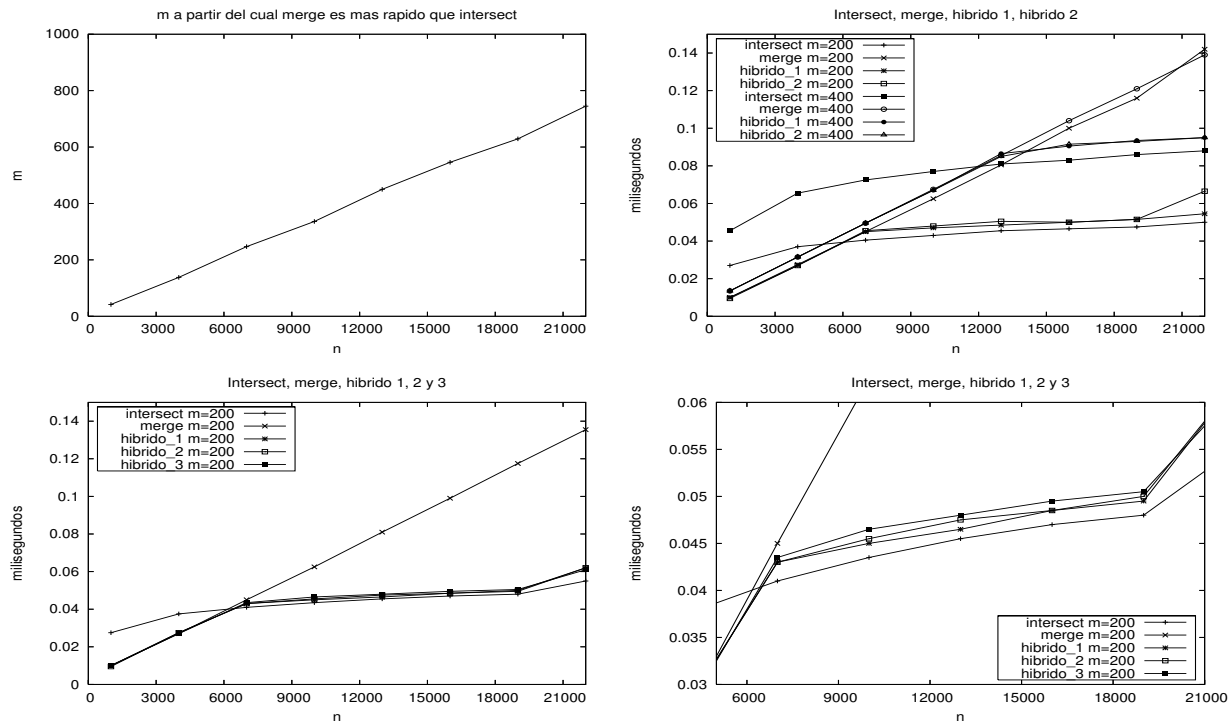 m a partir del cual merge es mas rapido que intersect
1000
800
600
400
200
0
m
0 3000 6000 9000 12000 15000 18000 21000
n
Intersect, merge, hibrido 1, hibrido 2
intersect m=200
merge m=200
hibrido_1 m=200
hibrido_2 m=200
intersect m=400
merge m=400
hibrido_1 m=400
hibrido_2 m=400
0.14
0.12
0.1
0.08
0.06
0.04
0.02
0
milisegundos
0 3000 6000 9000 12000 15000 18000 21000
n
Intersect, merge, hibrido 1, 2 y 3
intersect m=200
merge m=200
hibrido_1 m=200
hibrido_2 m=200
hibrido_3 m=200
0.14
0.12
0.1
0.08
0.06
0.04
0.02
0
milisegundos
0 3000 6000 9000 12000 15000 18000 21000
n
Intersect, merge, hibrido 1, 2 y 3
0.06
0.055
0.05
0.045
0.04
0.035
0.03
milisegundos
intersect m=200
merge m=200
hibrido_1 m=200
hibrido_2 m=200
hibrido_3 m=200
6000 9000 12000 15000 18000 21000
n